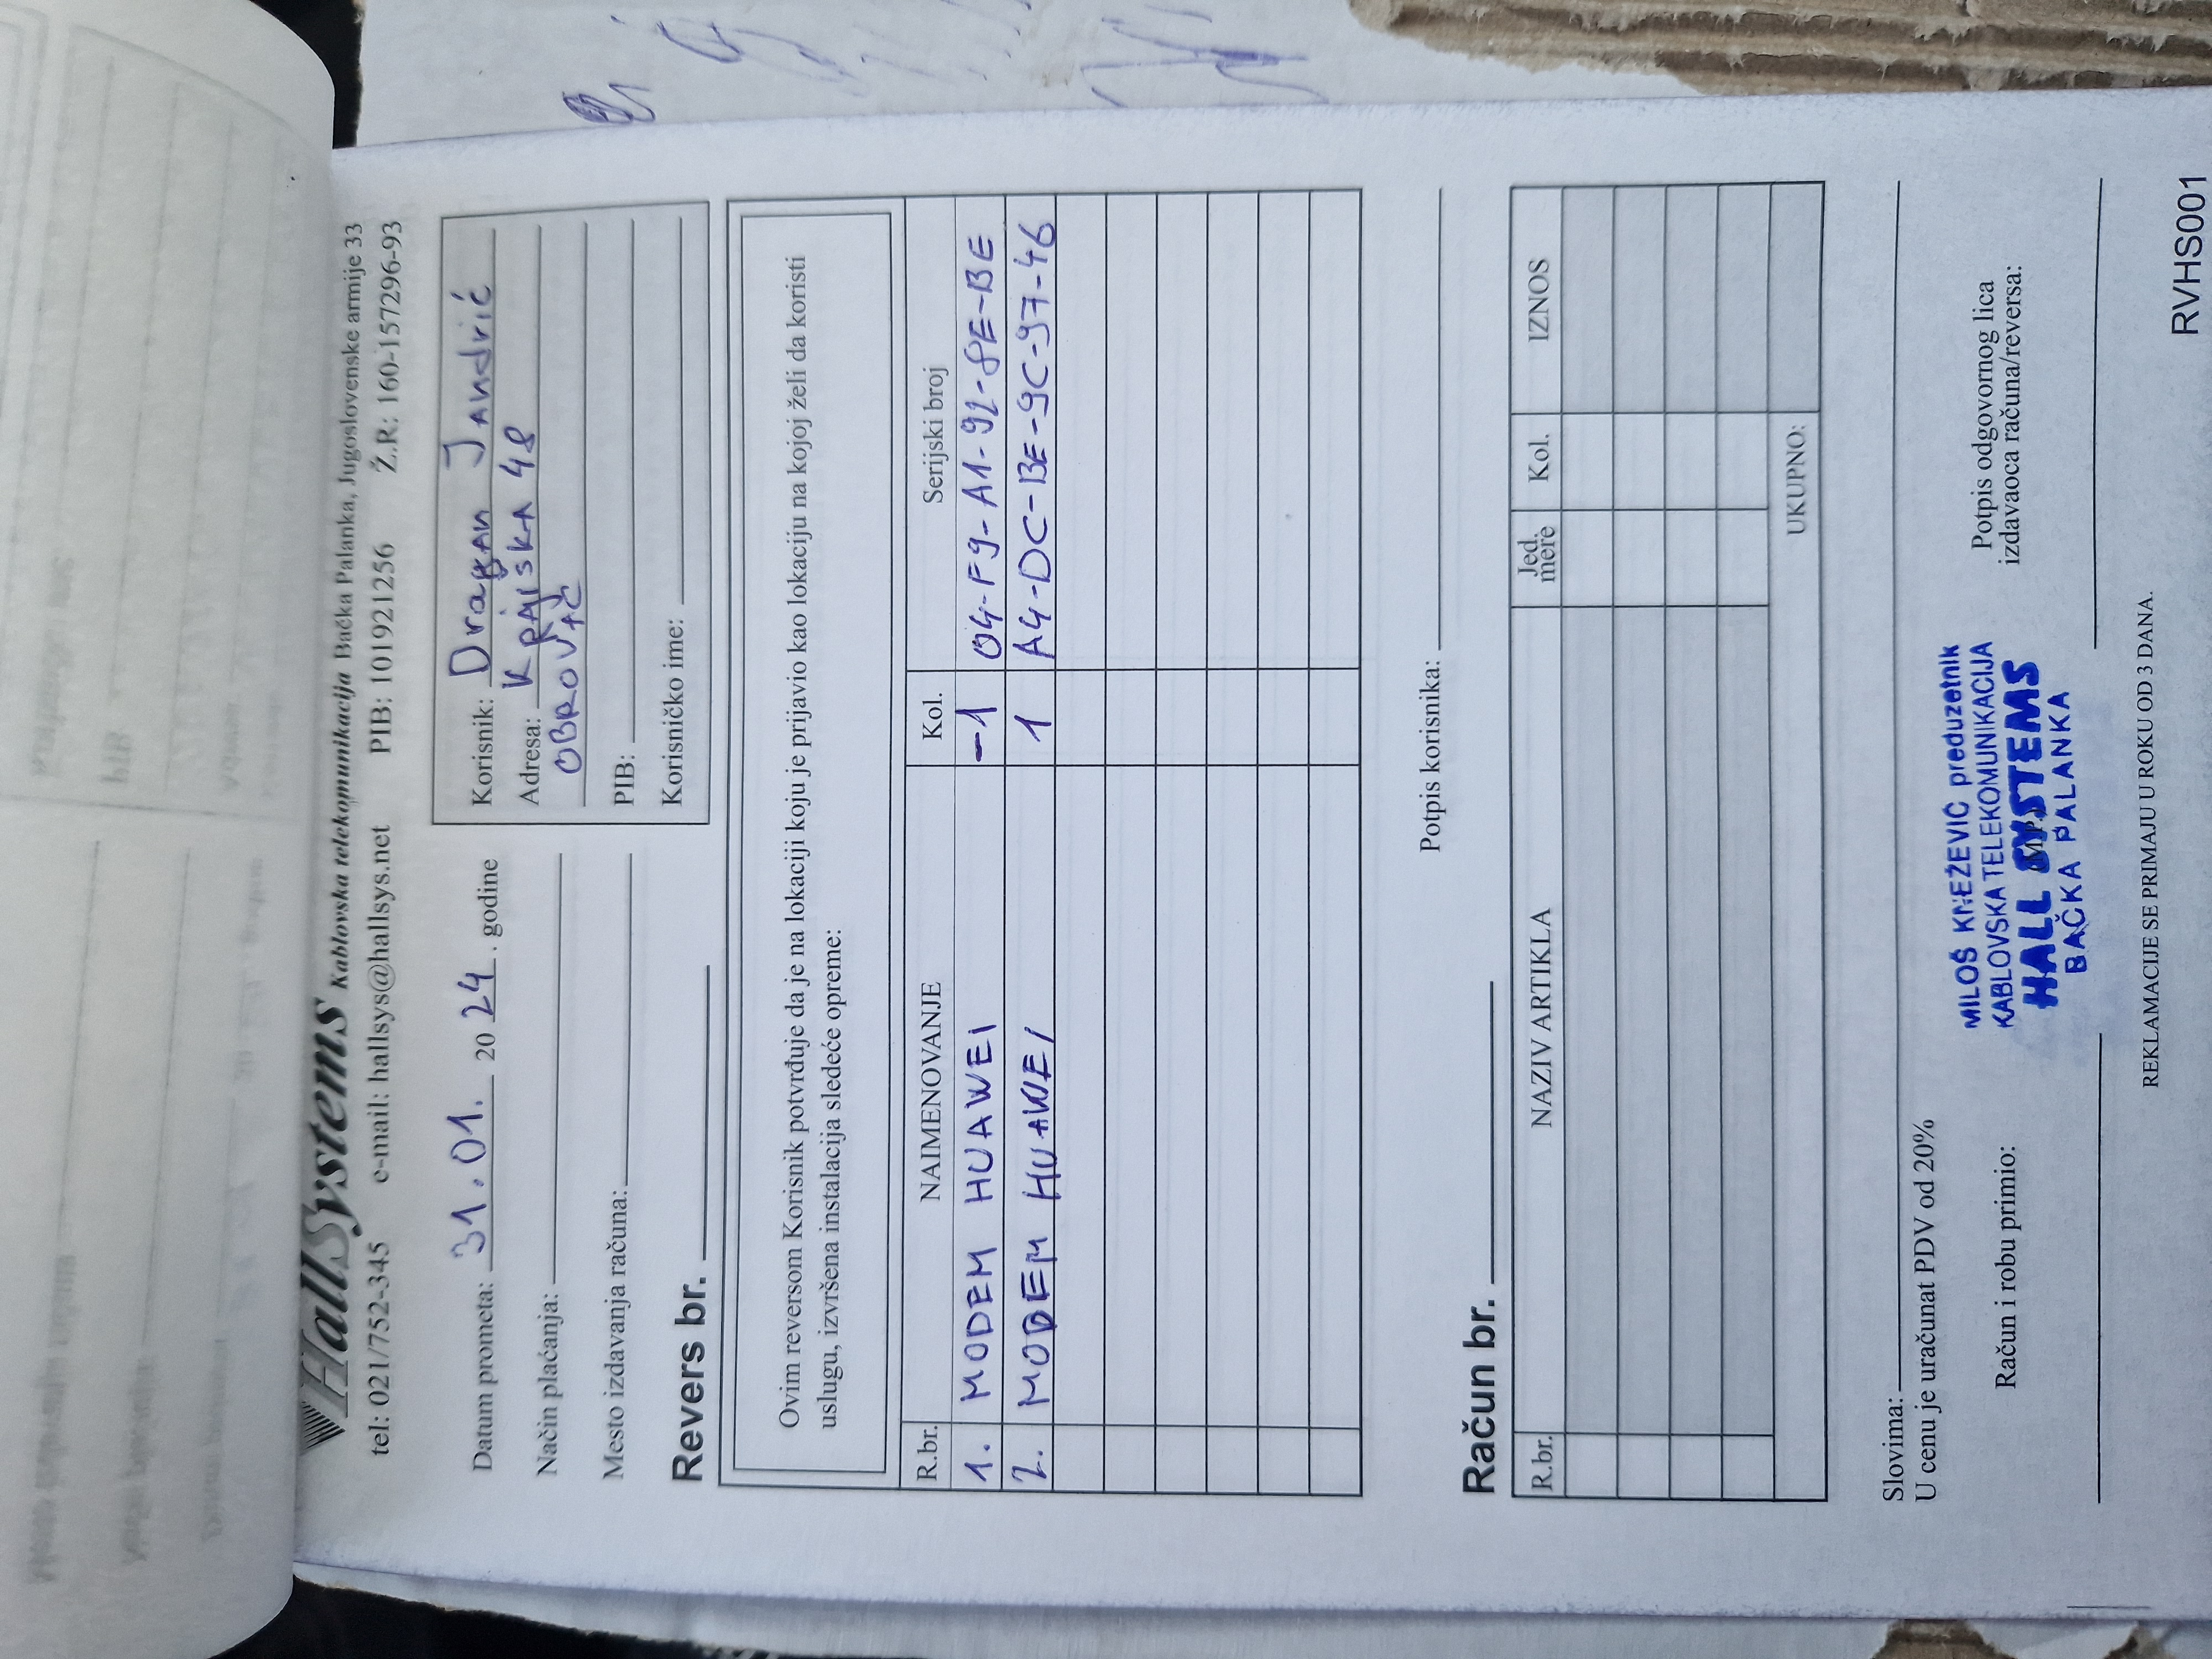 HallSystems Kablovska telekomunikacija Bačka Palanka, Jugoslovenske armije 33
tel: 021/752-345 e-mail: hallsys@hallsys.net PIB: 101921256 Ž.R.: 160-157296-93
Datum prometa: 31.01. 2024. godine
Način plaćanja:
Mesto izdavanja računa:
Korisnik: Dragan Jandrić
Adresa: Krajiška 48
OBROVAC
PIB:
Korisničko ime:
Revers br.
Ovim reversom Korisnik potvrđuje da je na lokaciji koju je prijavio kao lokaciju na kojoj želi da koristi
uslugu, izvršena instalacija sledeće opreme:
R.br. NAIMENOVANJE Kol. Serijski broj
1. MODEM HUAWEI -1 04-F9-A1-92-8E-BE
2. MODEM HUAWEI 1 A4-DC-BE-9C-97-46
Potpis korisnika:
Račun br.
R.br. NAZIV ARTIKLA Jed. mere Kol. IZNOS
UKUPNO:
Slovima:
U cenu je uračunat PDV od 20%
Račun i robu primio:
MILOŠ KNEŽEVIĆ preduzetnik
KABLOVSKA TELEKOMUNIKACIJA
HALL SYSTEMS
BAČKA PALANKA
M.P.
Potpis odgovornog lica
izdavaoca računa/reversa:
REKLAMACIJE SE PRIMAJU U ROKU OD 3 DANA.
RVHS001